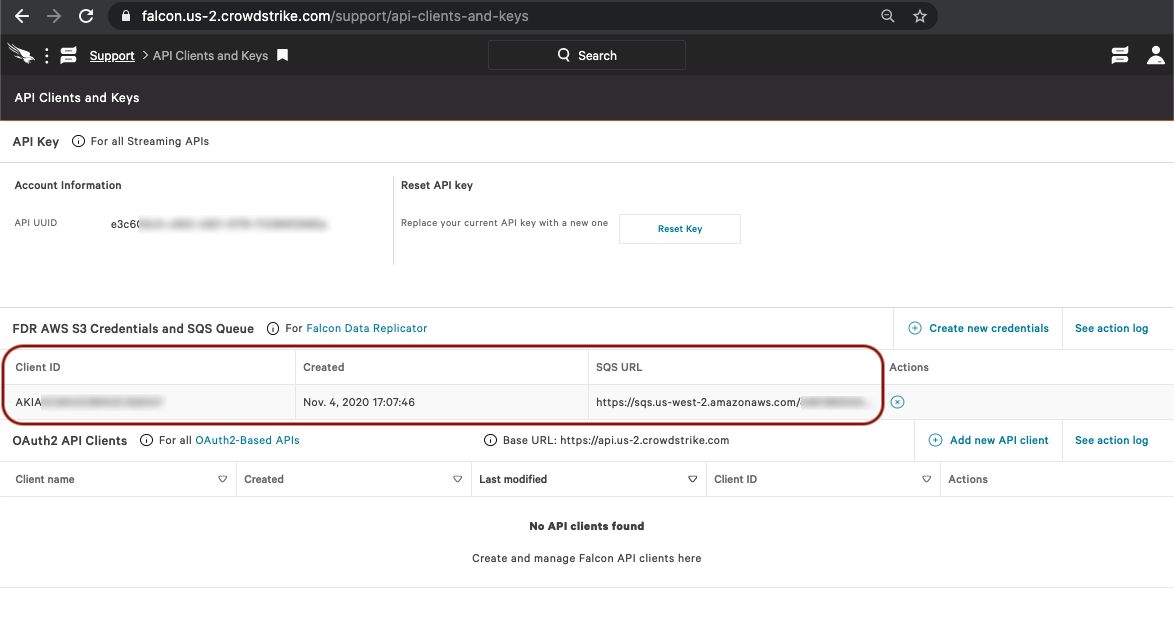 falcon.us-2.crowdstrike.com/support/api-clients-and-keys
Support > API Clients and Keys
Search
API Clients and Keys
API Key For all Streaming APIs
Account Information
API UUID e3c6
Reset API key
Replace your current API key with a new one Reset Key
FDR AWS S3 Credentials and SQS Queue For Falcon Data Replicator Create new credentials See action log
Client ID Created SQS URL Actions
AKIA Nov. 4, 2020 17:07:46 https://sqs.us-west-2.amazonaws.com/
OAuth2 API Clients For all OAuth2-Based APIs Base URL: https://api.us-2.crowdstrike.com Add new API client See action log
Client name Created Last modified Client ID Actions
No API clients found
Create and manage Falcon API clients here